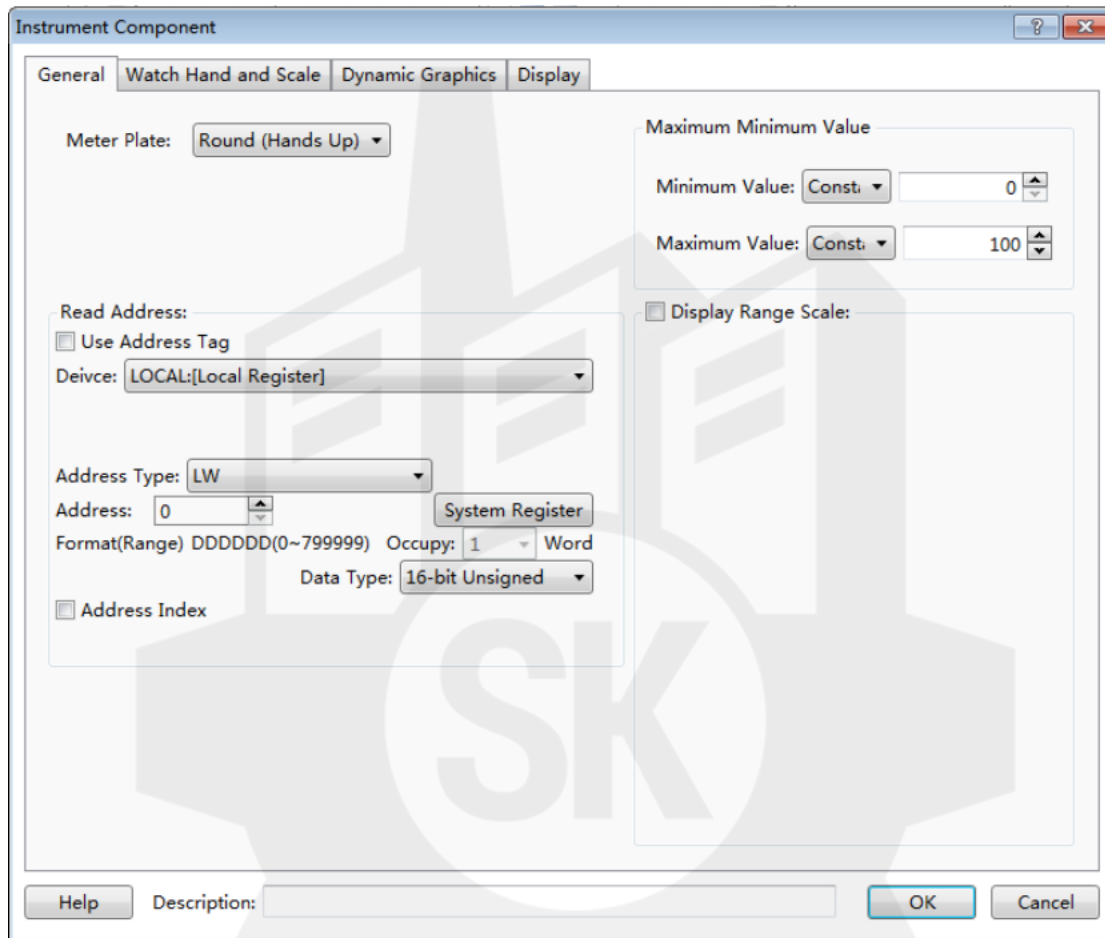 Instrument Component
General Watch Hand and Scale Dynamic Graphics Display
Meter Plate: Round (Hands Up)
Maximum Minimum Value
Minimum Value: Consta 0
Maximum Value: Consta 100
Read Address:
Use Address Tag
Deivce: LOCAL:[Local Register]
Address Type: LW
Address: 0 System Register
Format(Range) DDDDDD(0~799999) Occupy: 1 Word
Data Type: 16-bit Unsigned
Address Index
Display Range Scale:
SK
Help Description: OK Cancel